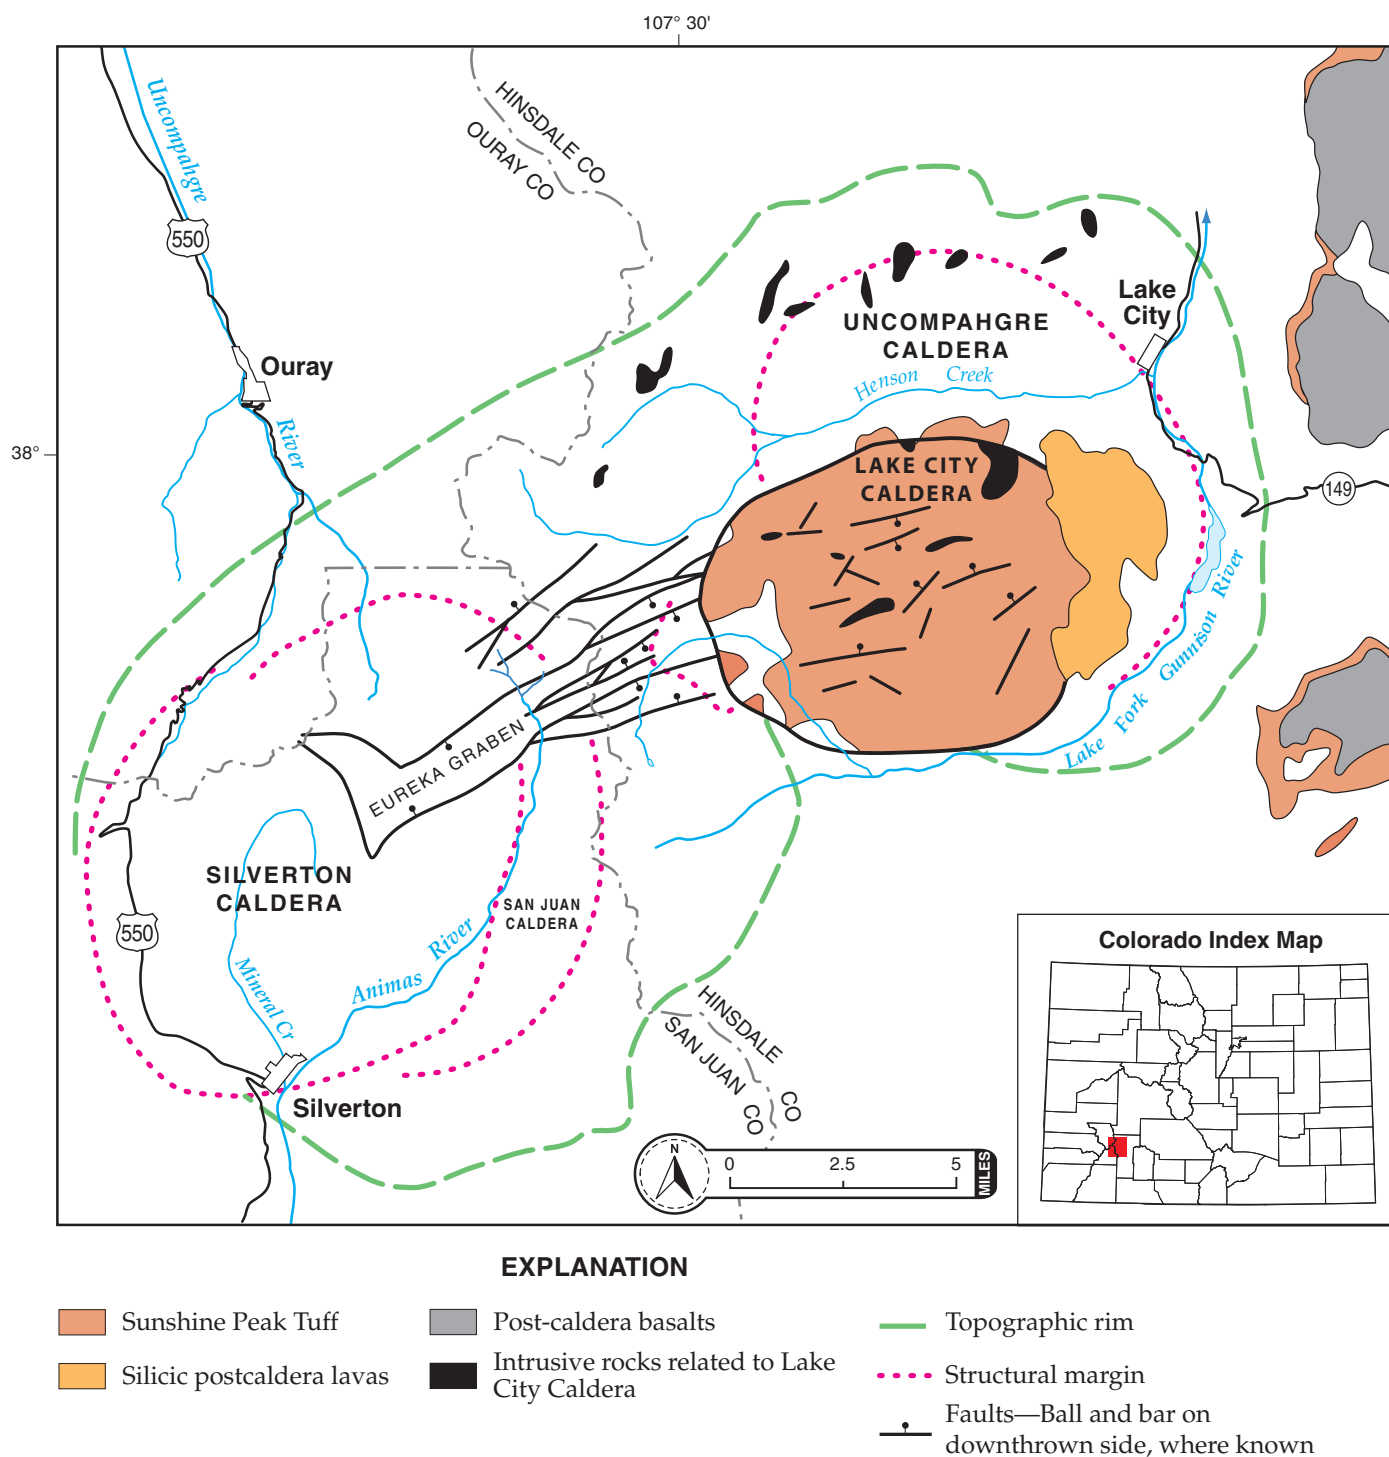 107° 30'
HINSDALE CO
OURAY CO
Uncompahgre
550
Lake
City
UNCOMPAHGRE
CALDERA
Ouray
Henson Creek
River
38°
LAKE CITY
CALDERA
149
Lake Fork Gunnison River
EUREKA GRABEN
SILVERTON
CALDERA
SAN JUAN
CALDERA
550
Animas River
Mineral Cr
Colorado Index Map
HINSDALE CO
SAN JUAN CO
Silverton
N
0 2.5 5
MILES
EXPLANATION
Sunshine Peak Tuff
Silicic postcaldera lavas
Post-caldera basalts
Intrusive rocks related to Lake
City Caldera
Topographic rim
Structural margin
Faults—Ball and bar on
downthrown side, where known